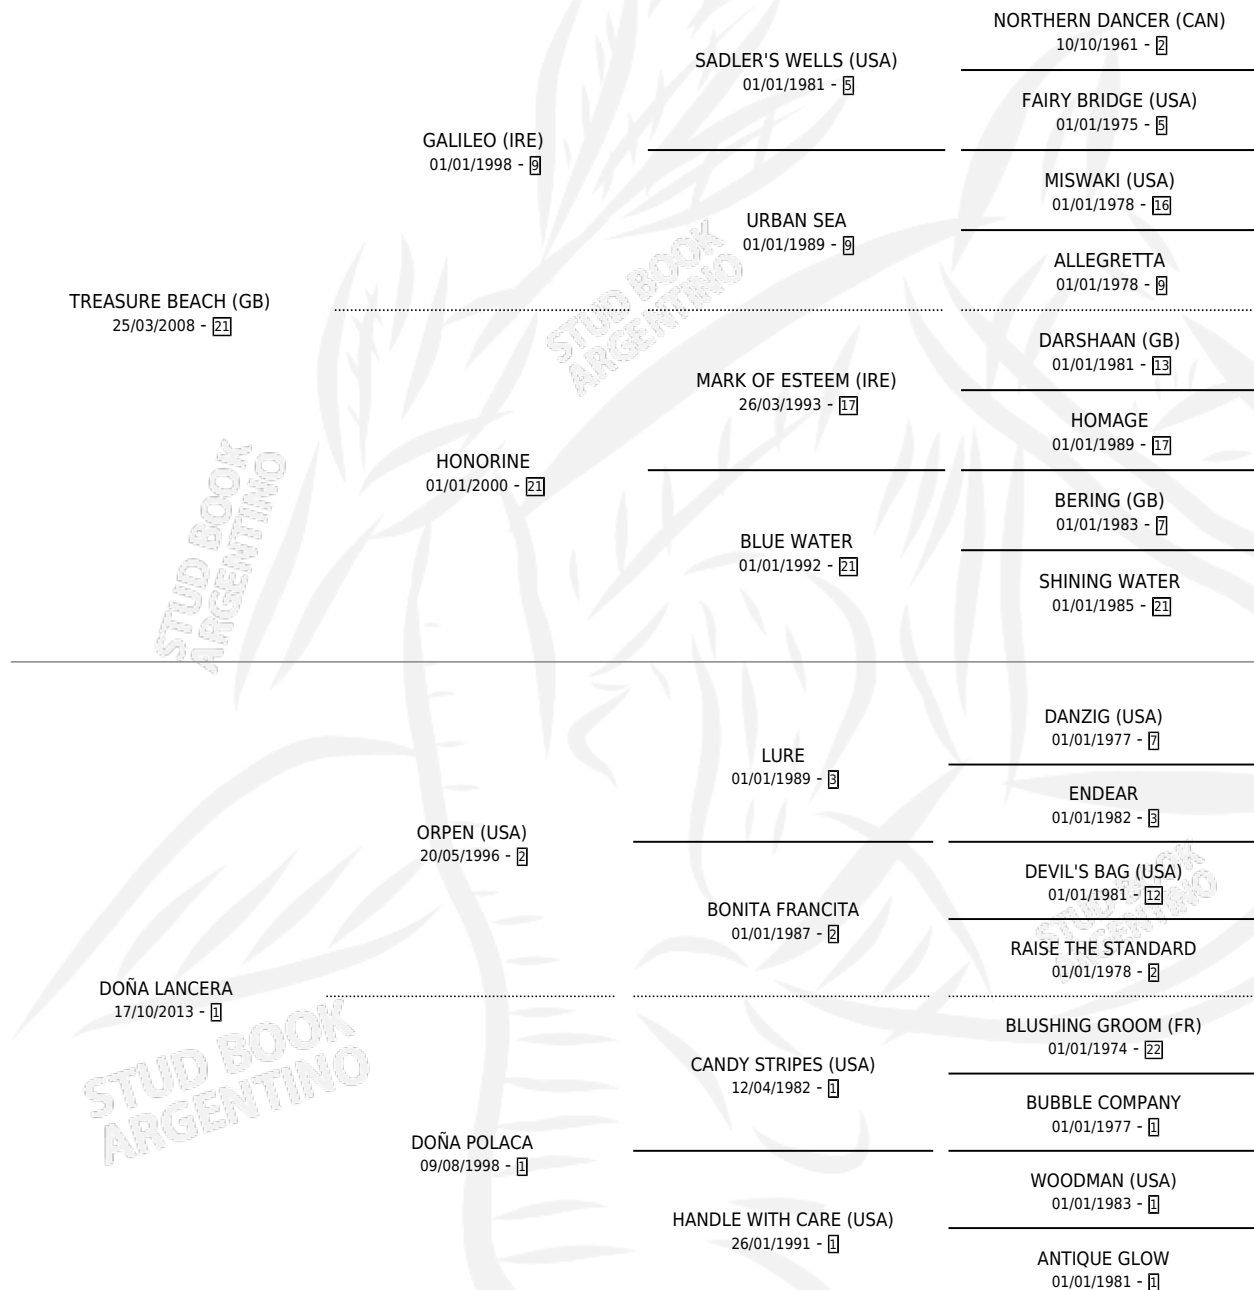 NORTHERN DANCER (CAN)
10/10/1961 - 2
SADLER'S WELLS (USA)
01/01/1981 - 5
FAIRY BRIDGE (USA)
01/01/1975 - 5
GALILEO (IRE)
01/01/1998 - 9
MISWAKI (USA)
01/01/1978 - 16
URBAN SEA
01/01/1989 - 9
ALLEGRETTA
01/01/1978 - 9
TREASURE BEACH (GB)
25/03/2008 - 21
DARSHAAN (GB)
01/01/1981 - 13
MARK OF ESTEEM (IRE)
26/03/1993 - 17
HOMAGE
01/01/1989 - 17
HONORINE
01/01/2000 - 21
BERING (GB)
01/01/1983 - 7
BLUE WATER
01/01/1992 - 21
SHINING WATER
01/01/1985 - 21
DANZIG (USA)
01/01/1977 - 7
LURE
01/01/1989 - 3
ENDEAR
01/01/1982 - 3
ORPEN (USA)
20/05/1996 - 2
DEVIL'S BAG (USA)
01/01/1981 - 12
BONITA FRANCITA
01/01/1987 - 2
RAISE THE STANDARD
01/01/1978 - 2
DOÑA LANCERA
17/10/2013 - 1
BLUSHING GROOM (FR)
01/01/1974 - 22
CANDY STRIPES (USA)
12/04/1982 - 1
BUBBLE COMPANY
01/01/1977 - 1
DOÑA POLACA
09/08/1998 - 1
WOODMAN (USA)
01/01/1983 - 1
HANDLE WITH CARE (USA)
26/01/1991 - 1
ANTIQUE GLOW
01/01/1981 - 1
STUD BOOK
ARGENTINO
STUD BOOK
ARGENTINO
STUD BOOK
ARGENTINO
STUD BOOK
ARGENTINO